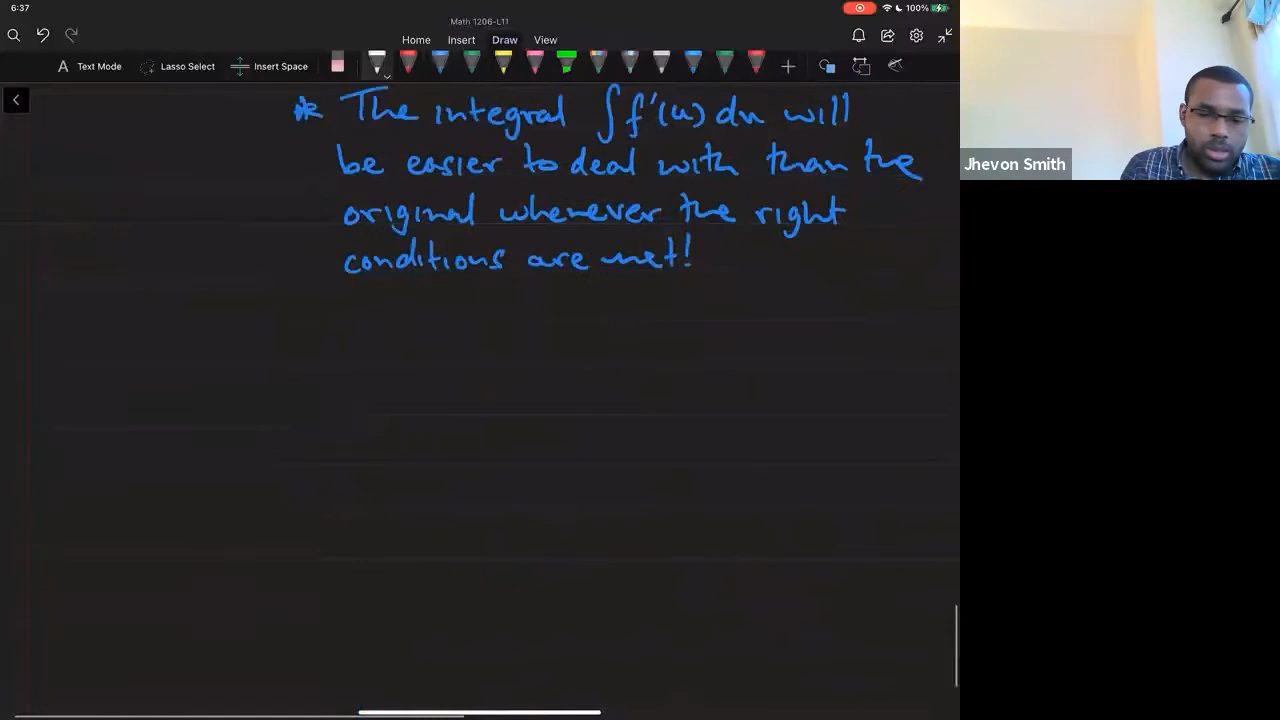 6:37
100%
Math 1206-L11
Home Insert Draw View
Text Mode Lasso Select Insert Space
* The integral ∫f'(u) du will
be easier to deal with than the
original whenever the right
conditions are met!
Jhevon Smith